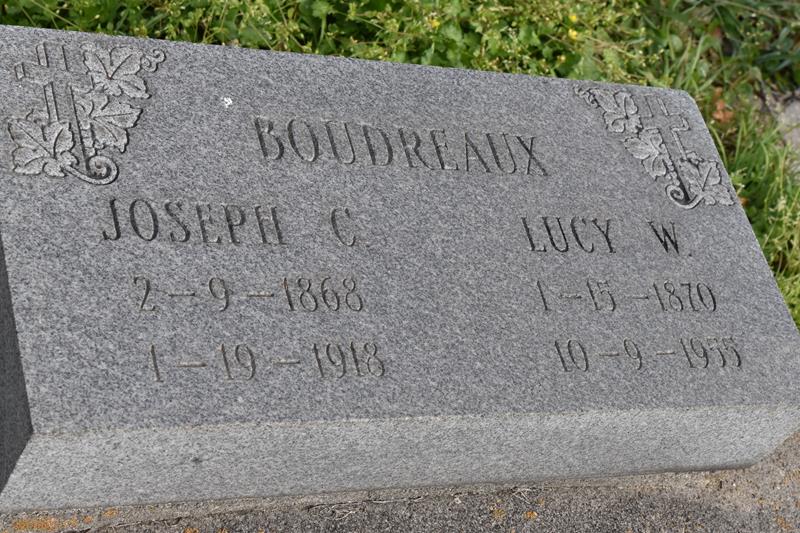 BOUDREAUX
JOSEPH C. LUCY W.
2-9-1868 1-15-1870
1-19-1918 10-9-1955